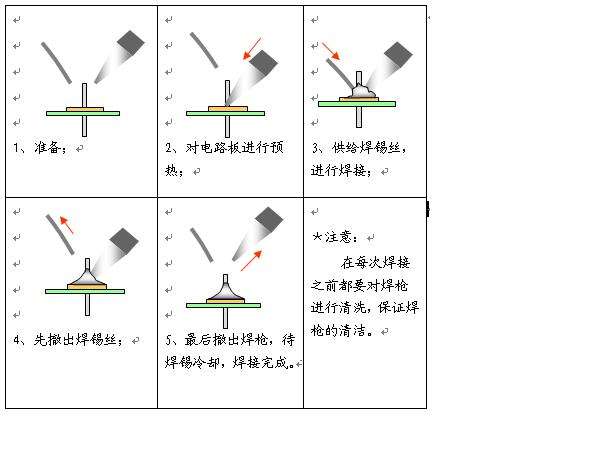 1、准备；
2、对电路板进行预
热；
3、供给焊锡丝，
进行焊接；
4、先撤出焊锡丝；
5、最后撤出焊枪，待
焊锡冷却，焊接完成。
＊注意：
在每次焊接
之前都要对焊枪
进行清洗，保证焊
枪的清洁。